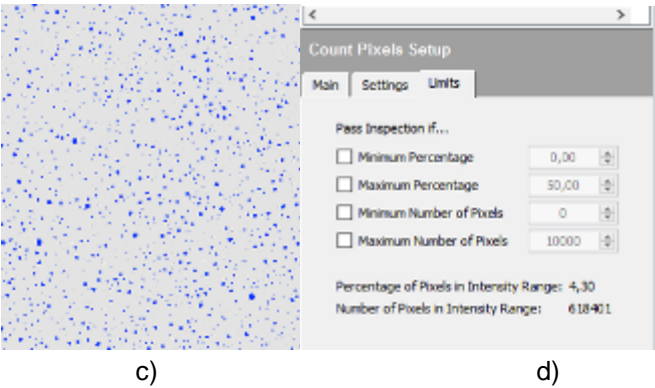 Count Pixels Setup
Main Settings Limits
Pass Inspection if...
Minimum Percentage 0,00
Maximum Percentage 50,00
Minimum Number of Pixels 0
Maximum Number of Pixels 10000
Percentage of Pixels in Intensity Range: 4,30
Number of Pixels in Intensity Range: 618401
c) d)